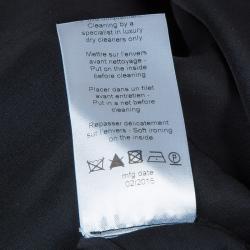 Cleaning by a
specialist in luxury
dry cleaners only
Mettre sur l'envers
avant nettoyage -
Put on the inside
before cleaning
Placer dans un filet
avant entretien -
Put in a net before
cleaning
Repasser délicatement
sur l'envers - Soft ironing
on the inside
mfg date
02/2016